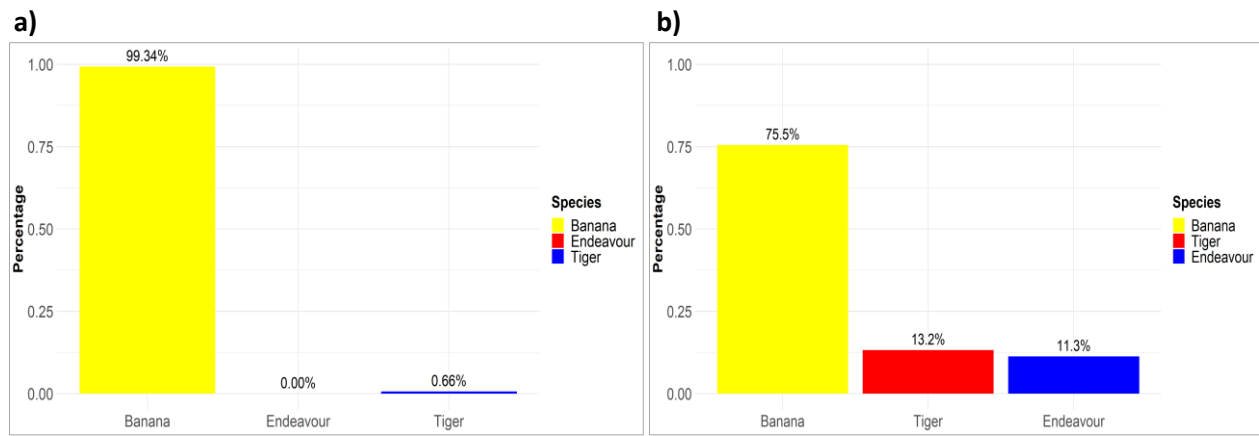 a)
99.34%
1.00
0.75
0.50
0.25
0.00
Percentage
0.00%
0.66%
Banana
Endeavour
Tiger
Species
Banana
Endeavour
Tiger
b)
1.00
0.75
0.50
0.25
0.00
Percentage
75.5%
13.2%
11.3%
Banana
Tiger
Endeavour
Species
Banana
Tiger
Endeavour